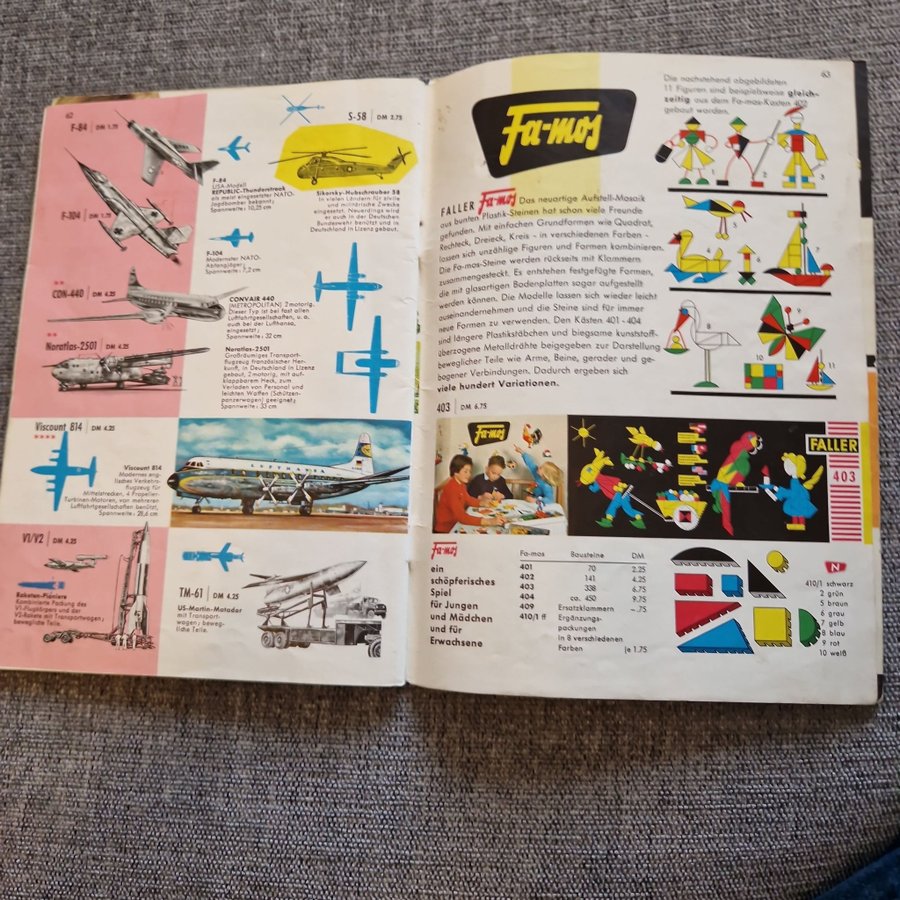 62
F-84 DM 1.75
F-84
USA-Modell
REPUBLIC-Thunderstreak
als meist eingesetzter NATO-
Jagdbomber bekannt;
Spannweite: 10,25 cm
S-58 DM 2,75
Sikorsky-Hubschrauber 58
In vielen Ländern für zivile
und militärische Zwecke
eingesetzt. Neuerdings wird
er auch in der Deutschen
Bundeswehr benützt und in
Deutschland in Lizenz gebaut.
F-104 DM 1.75
F-104
Modernster NATO-
Abfangjäger;
Spannweite: 7,2 cm
CON-440 DM 4.25
CONVAIR 440
(METROPOLITAN) 2motorig.
Dieser Typ ist bei fast allen
Luftfahrtgesellschaften, u. a.
auch bei der Lufthansa,
eingesetzt;
Spannweite: 32 cm
Noratlas-2501 DM 4.25
Noratlas-2501
Großräumiges Transport-
flugzeug französischer Her-
kunft, in Deutschland in Lizenz
gebaut, 2 motorig, mit auf-
klappbarem Heck, zum
Verladen von Personal und
leichten Waffen (Schützen-
panzerwagen) geeignet;
Spannweite: 33 cm
Viscount 814 DM 4.25
Viscount 814
Modernes eng-
lisches Verkehrs-
flugzeug für
Mittelstrecken, 4 Propeller-
Turbinen-Motoren, von mehreren
Luftfahrtgesellschaften benützt,
Spannweite: 29,6 cm
LUFTHANSA
V1/V2 DM 4.25
Raketen-Pioniere
Kombinierte Packung des
V1-Flugkörpers und der
V2-Rakete mit Transportwagen;
bewegliche Teile.
TM-61 DM 4.25
US-Martin-Matador
mit Transport-
wagen; beweg-
liche Teile.
63
Fa-mos
Die nachstehend abgebildeten
11 Figuren sind beispielsweise gleich-
zeitig aus dem Fa-mos-Kasten 402
gebaut worden.
FALLER Fa-mos Das neuartige Aufstell-Mosaik
aus bunten Plastik-Steinen hat schon viele Freunde
gefunden. Mit einfachen Grundformen wie Quadrat,
Rechteck, Dreieck, Kreis - in verschiedenen Farben -
lassen sich unzählige Figuren und Formen kombinieren.
Die Fa-mos-Steine werden rückseits mit Klammern
zusammengesteckt. Es entstehen festgefügte Formen,
die mit glasartigen Bodenplatten sogar aufgestellt
werden können. Die Modelle lassen sich wieder leicht
auseinandernehmen und die Steine sind für immer
neue Formen zu verwenden. Den Kästen 401 - 404
sind längere Plastikstäbchen und biegsame kunststoff-
überzogene Metalldrähte beigegeben zur Darstellung
beweglicher Teile wie Arme, Beine, gerader und ge-
bogener Verbindungen. Dadurch ergeben sich
viele hundert Variationen.
1
2
3
5
6
7
8
10
11
403 DM 6.75
Fa-mos
FALLER
403
Fa-mos
ein
schöpferisches
Spiel
für Jungen
und Mädchen
und für
Erwachsene
Fa-mos Bausteine DM
401 70 2.25
402 141 4.25
403 338 6.75
404 ca. 450 9.75
409 Ersatzklammern -.75
410/1 ff Ergänzungs-
packungen
in 8 verschiedenen
Farben je 1.75
N
410/1 schwarz
2 grün
5 braun
6 grau
7 gelb
8 blau
9 rot
10 weiß